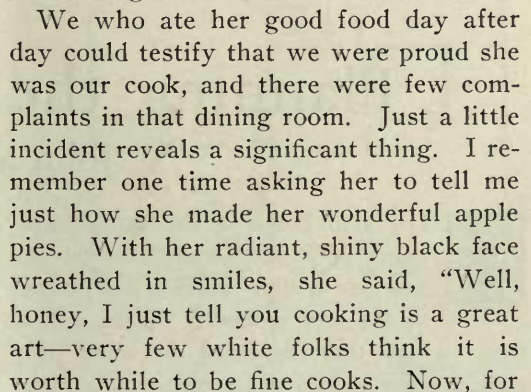 We who ate her good food day after
day could testify that we were proud she
was our cook, and there were few com-
plaints in that dining room. Just a little
incident reveals a significant thing. I re-
member one time asking her to tell me
just how she made her wonderful apple
pies. With her radiant, shiny black face
wreathed in smiles, she said, "Well,
honey, I just tell you cooking is a great
art—very few white folks think it is
worth while to be fine cooks. Now, for